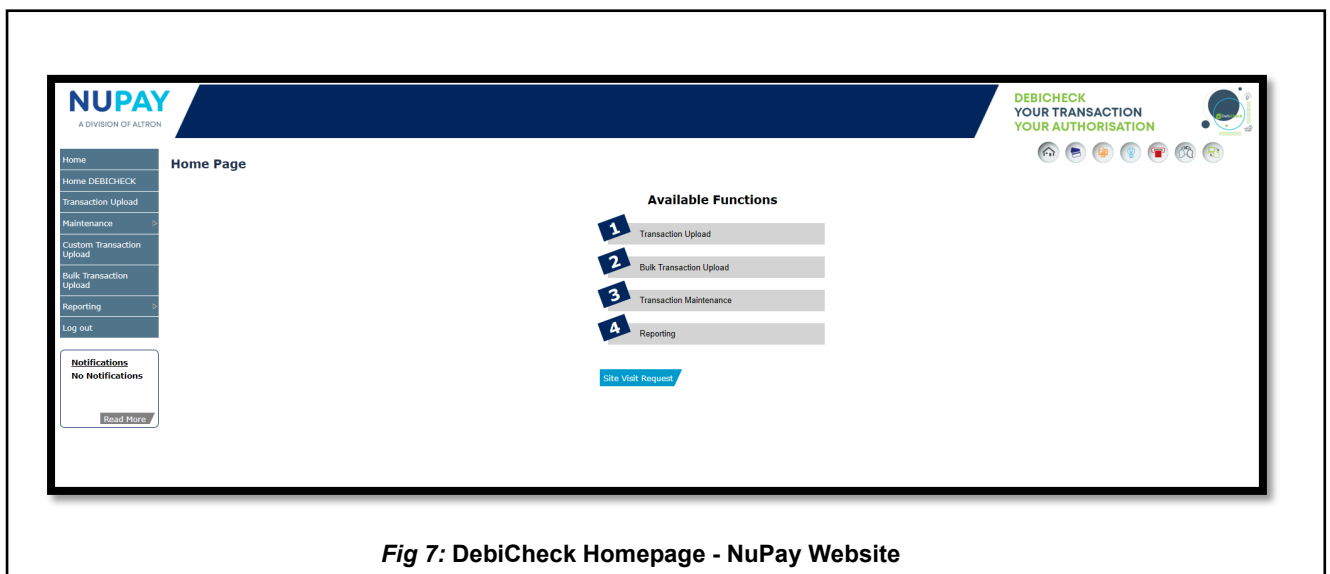 NUPAY
A DIVISION OF ALTRON
DEBICHECK
YOUR TRANSACTION
YOUR AUTHORISATION
Home
Home DEBICHECK
Transaction Upload
Maintenance
Custom Transaction
Upload
Bulk Transaction
Upload
Reporting
Log out
Notifications
No Notifications
Read More
Home Page
Available Functions
1 Transaction Upload
2 Bulk Transaction Upload
3 Transaction Maintenance
4 Reporting
Site Visit Request
Fig 7: DebiCheck Homepage - NuPay Website